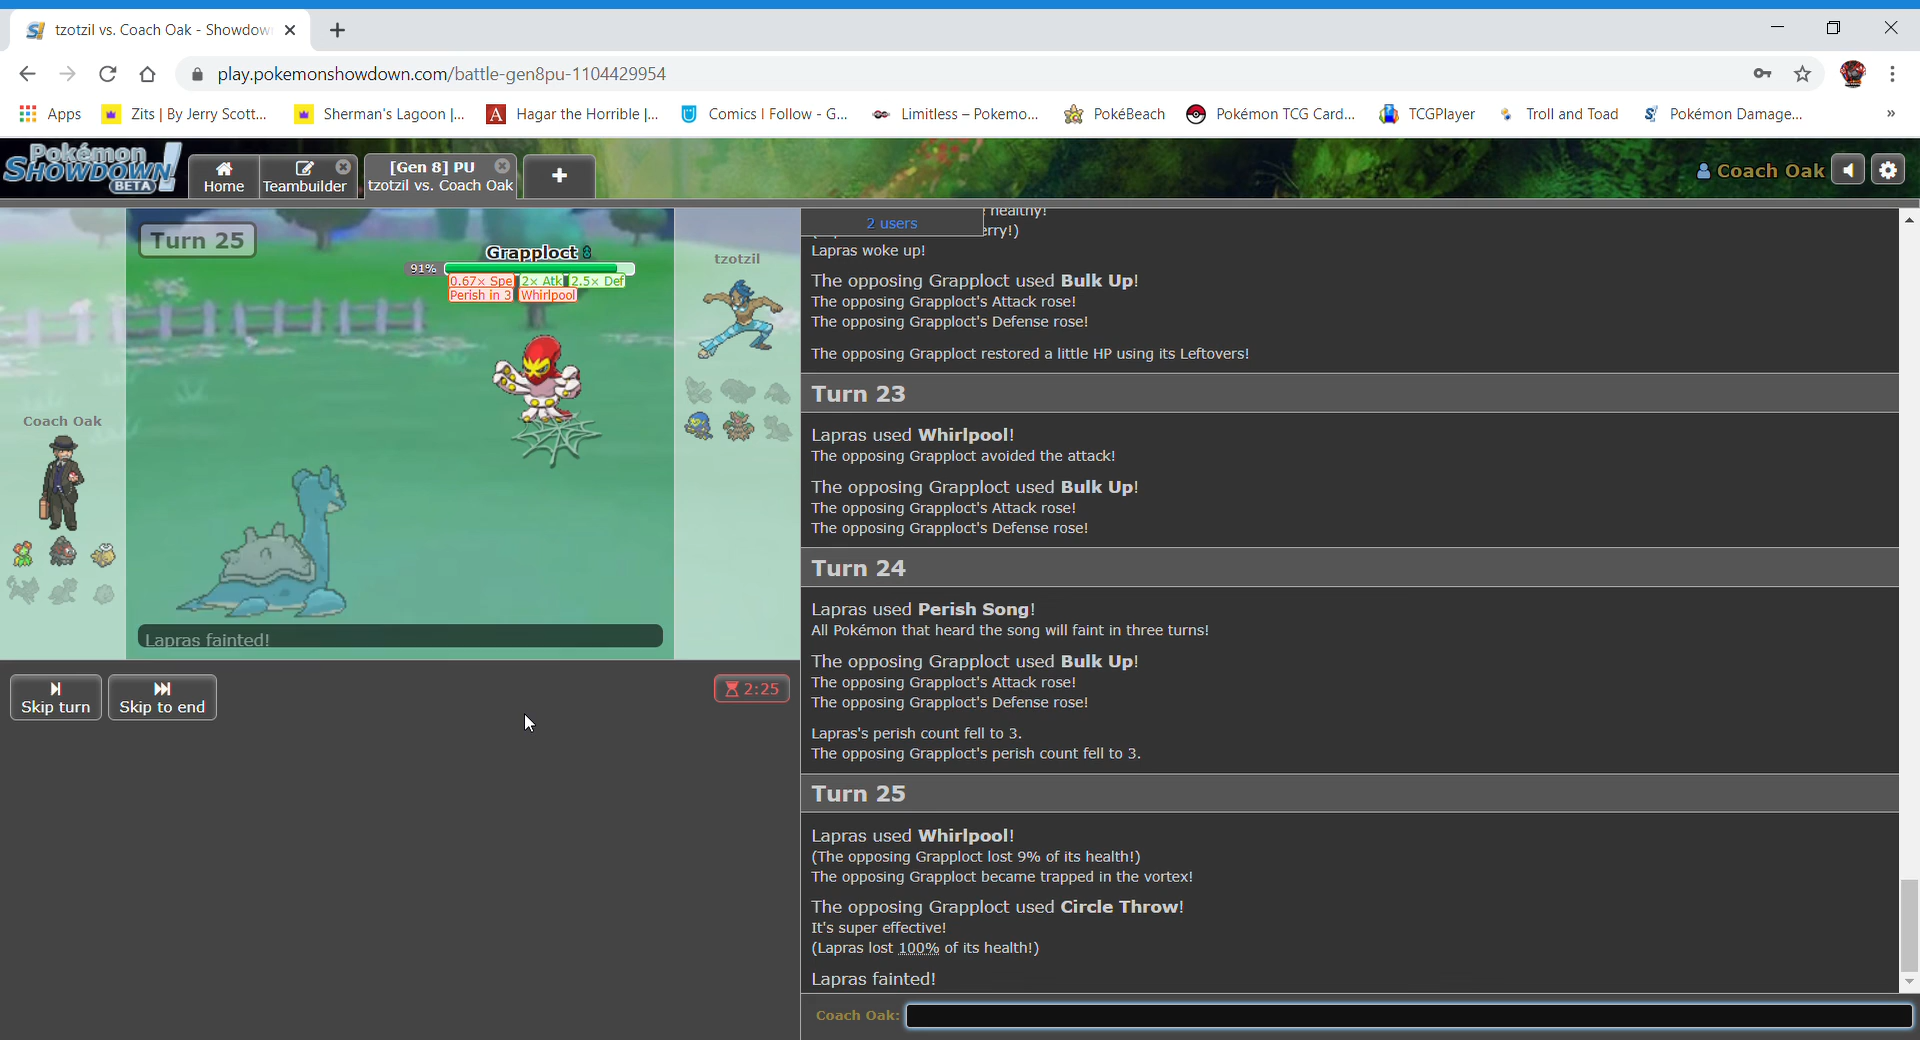 tzotzil vs. Coach Oak - Showdow
play.pokemonshowdown.com/battle-gen8pu-1104429954
Apps
Zits | By Jerry Scott...
Sherman's Lagoon |...
Hagar the Horrible |...
Comics I Follow - G...
Limitless – Pokemo...
PokéBeach
Pokémon TCG Card...
TCGPlayer
Troll and Toad
Pokémon Damage...
»
Pokémon
SHOWDOWN!
BETA
Home
Teambuilder
[Gen 8] PU
tzotzil vs. Coach Oak
Coach Oak
Turn 25
Grapploct
91%
0.67× Spe 2× Atk 2.5× Def
Perish in 3 Whirlpool
tzotzil
Coach Oak
Lapras fainted!
Skip turn
Skip to end
2:25
2 users
healthy!
erry!)
Lapras woke up!
The opposing Grapploct used Bulk Up!
The opposing Grapploct's Attack rose!
The opposing Grapploct's Defense rose!
The opposing Grapploct restored a little HP using its Leftovers!
Turn 23
Lapras used Whirlpool!
The opposing Grapploct avoided the attack!
The opposing Grapploct used Bulk Up!
The opposing Grapploct's Attack rose!
The opposing Grapploct's Defense rose!
Turn 24
Lapras used Perish Song!
All Pokémon that heard the song will faint in three turns!
The opposing Grapploct used Bulk Up!
The opposing Grapploct's Attack rose!
The opposing Grapploct's Defense rose!
Lapras's perish count fell to 3.
The opposing Grapploct's perish count fell to 3.
Turn 25
Lapras used Whirlpool!
(The opposing Grapploct lost 9% of its health!)
The opposing Grapploct became trapped in the vortex!
The opposing Grapploct used Circle Throw!
It's super effective!
(Lapras lost 100% of its health!)
Lapras fainted!
Coach Oak: